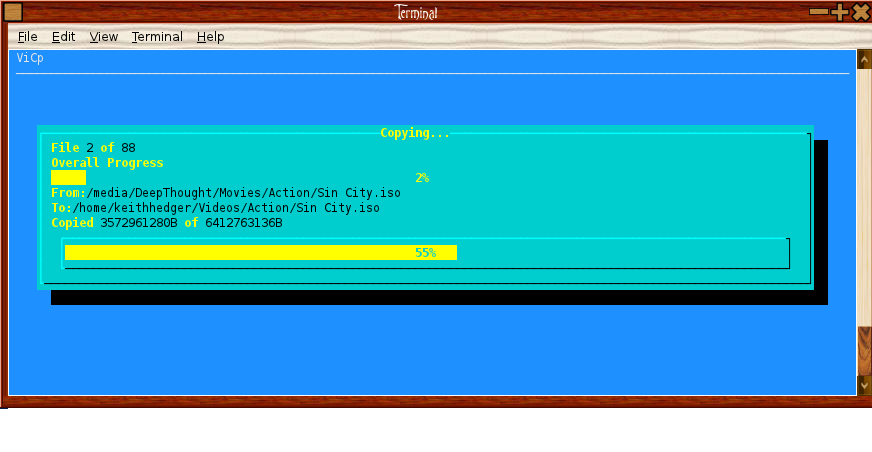 Terminal
File Edit View Terminal Help
ViCp
Copying...
File 2 of 88
Overall Progress
2%
From:/media/DeepThought/Movies/Action/Sin City.iso
To:/home/keithhedger/Videos/Action/Sin City.iso
Copied 3572961280B of 6412763136B
55%